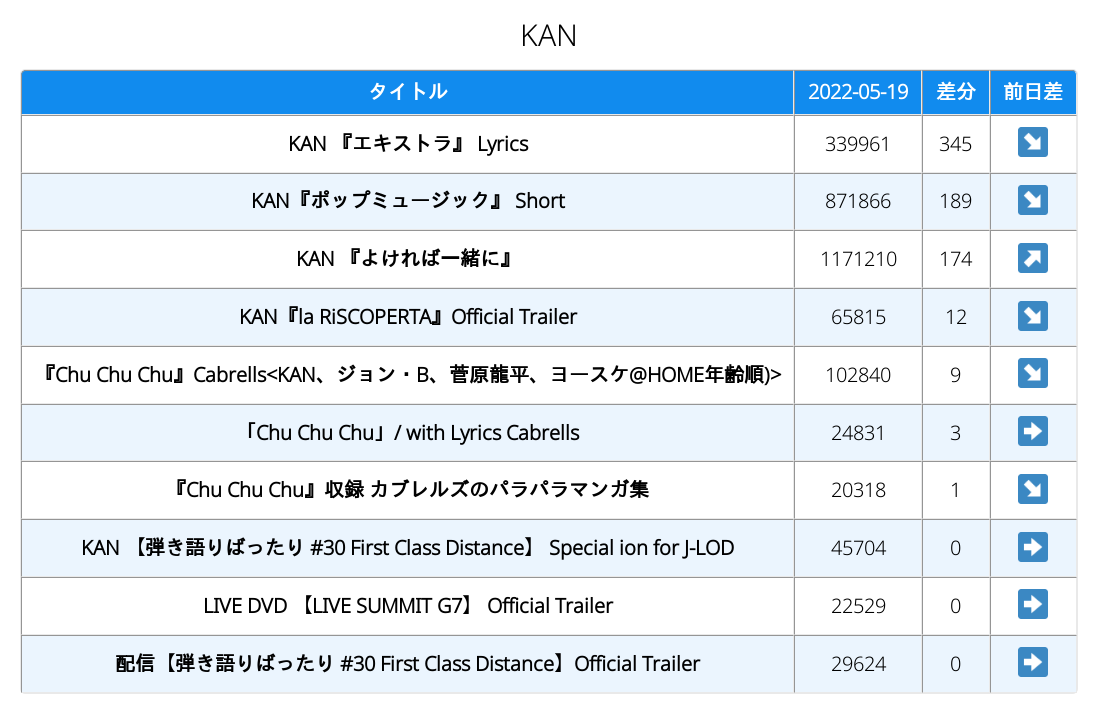 KAN
タイトル 2022-05-19 差分 前日差
KAN 『エキストラ』 Lyrics 339961 345 ↘
KAN『ポップミュージック』 Short 871866 189 ↘
KAN 『よければ一緒に』 1171210 174 ↗
KAN『la RiSCOPERTA』Official Trailer 65815 12 ↘
『Chu Chu Chu』Cabrells<KAN、ジョン・B、菅原龍平、ヨースケ@HOME年齢順)> 102840 9 ↘
「Chu Chu Chu」/ with Lyrics Cabrells 24831 3 ➡
『Chu Chu Chu』収録 カブレルズのパラパラマンガ集 20318 1 ↘
KAN 【弾き語りばったり #30 First Class Distance】 Special ion for J-LOD 45704 0 ➡
LIVE DVD 【LIVE SUMMIT G7】 Official Trailer 22529 0 ➡
配信【弾き語りばったり #30 First Class Distance】Official Trailer 29624 0 ➡